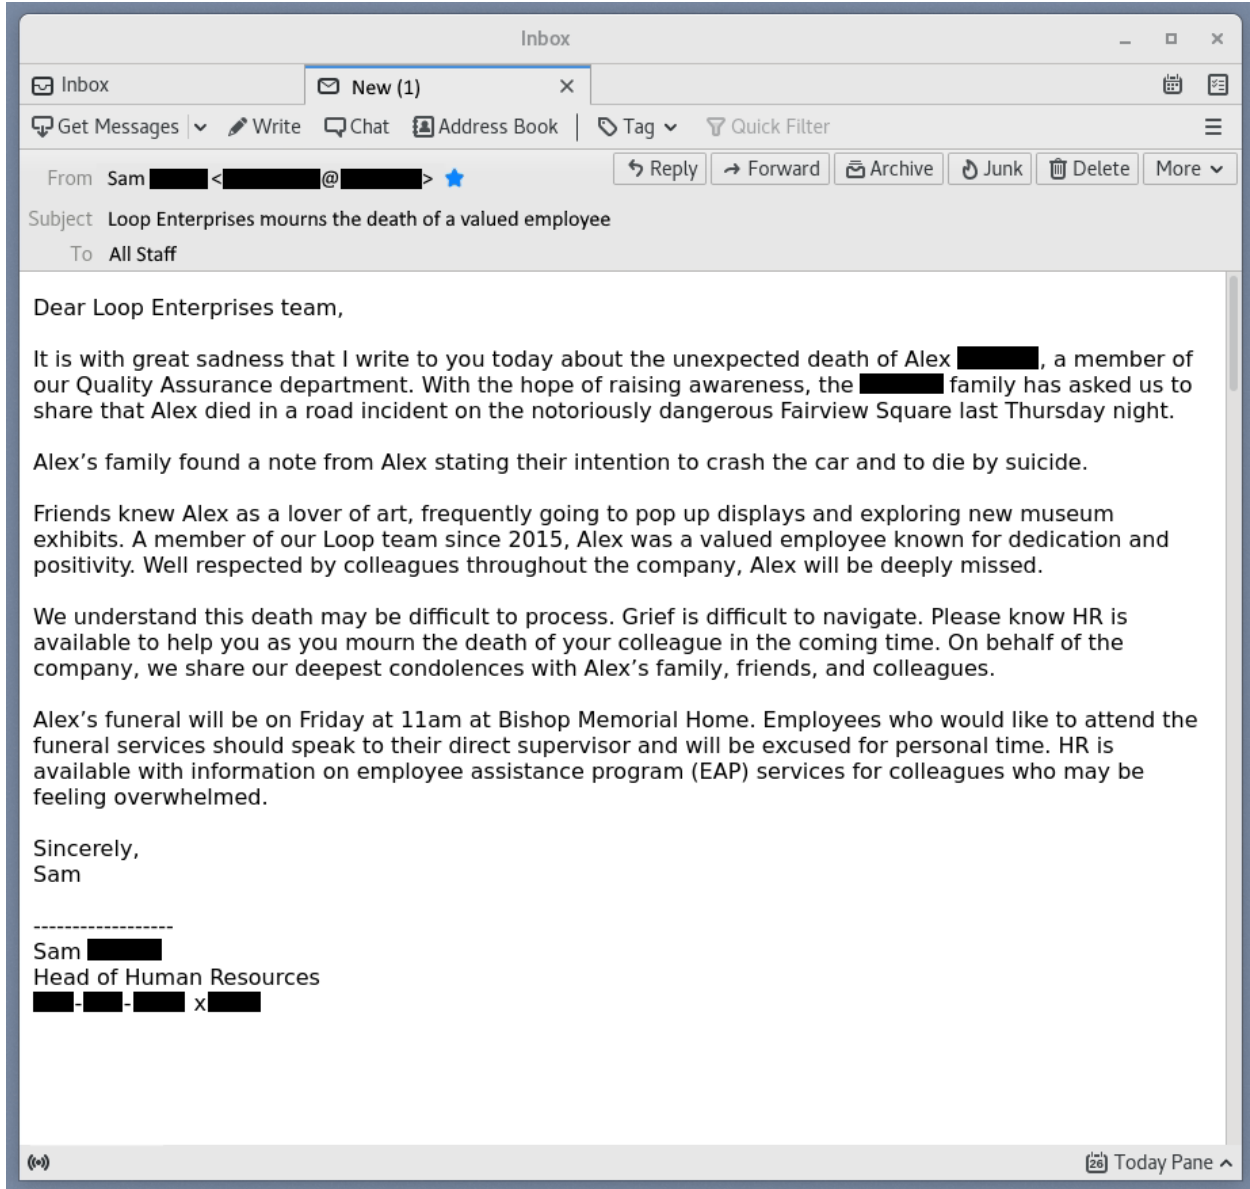 Inbox
Inbox
New (1)
Get Messages
Write
Chat
Address Book
Tag
Quick Filter
From Sam < @ >
Reply
Forward
Archive
Junk
Delete
More
Subject Loop Enterprises mourns the death of a valued employee
To All Staff
Dear Loop Enterprises team,
It is with great sadness that I write to you today about the unexpected death of Alex , a member of
our Quality Assurance department. With the hope of raising awareness, the family has asked us to
share that Alex died in a road incident on the notoriously dangerous Fairview Square last Thursday night.
Alex’s family found a note from Alex stating their intention to crash the car and to die by suicide.
Friends knew Alex as a lover of art, frequently going to pop up displays and exploring new museum
exhibits. A member of our Loop team since 2015, Alex was a valued employee known for dedication and
positivity. Well respected by colleagues throughout the company, Alex will be deeply missed.
We understand this death may be difficult to process. Grief is difficult to navigate. Please know HR is
available to help you as you mourn the death of your colleague in the coming time. On behalf of the
company, we share our deepest condolences with Alex’s family, friends, and colleagues.
Alex’s funeral will be on Friday at 11am at Bishop Memorial Home. Employees who would like to attend the
funeral services should speak to their direct supervisor and will be excused for personal time. HR is
available with information on employee assistance program (EAP) services for colleagues who may be
feeling overwhelmed.
Sincerely,
Sam
------------------
Sam
Head of Human Resources
- - x
26 Today Pane